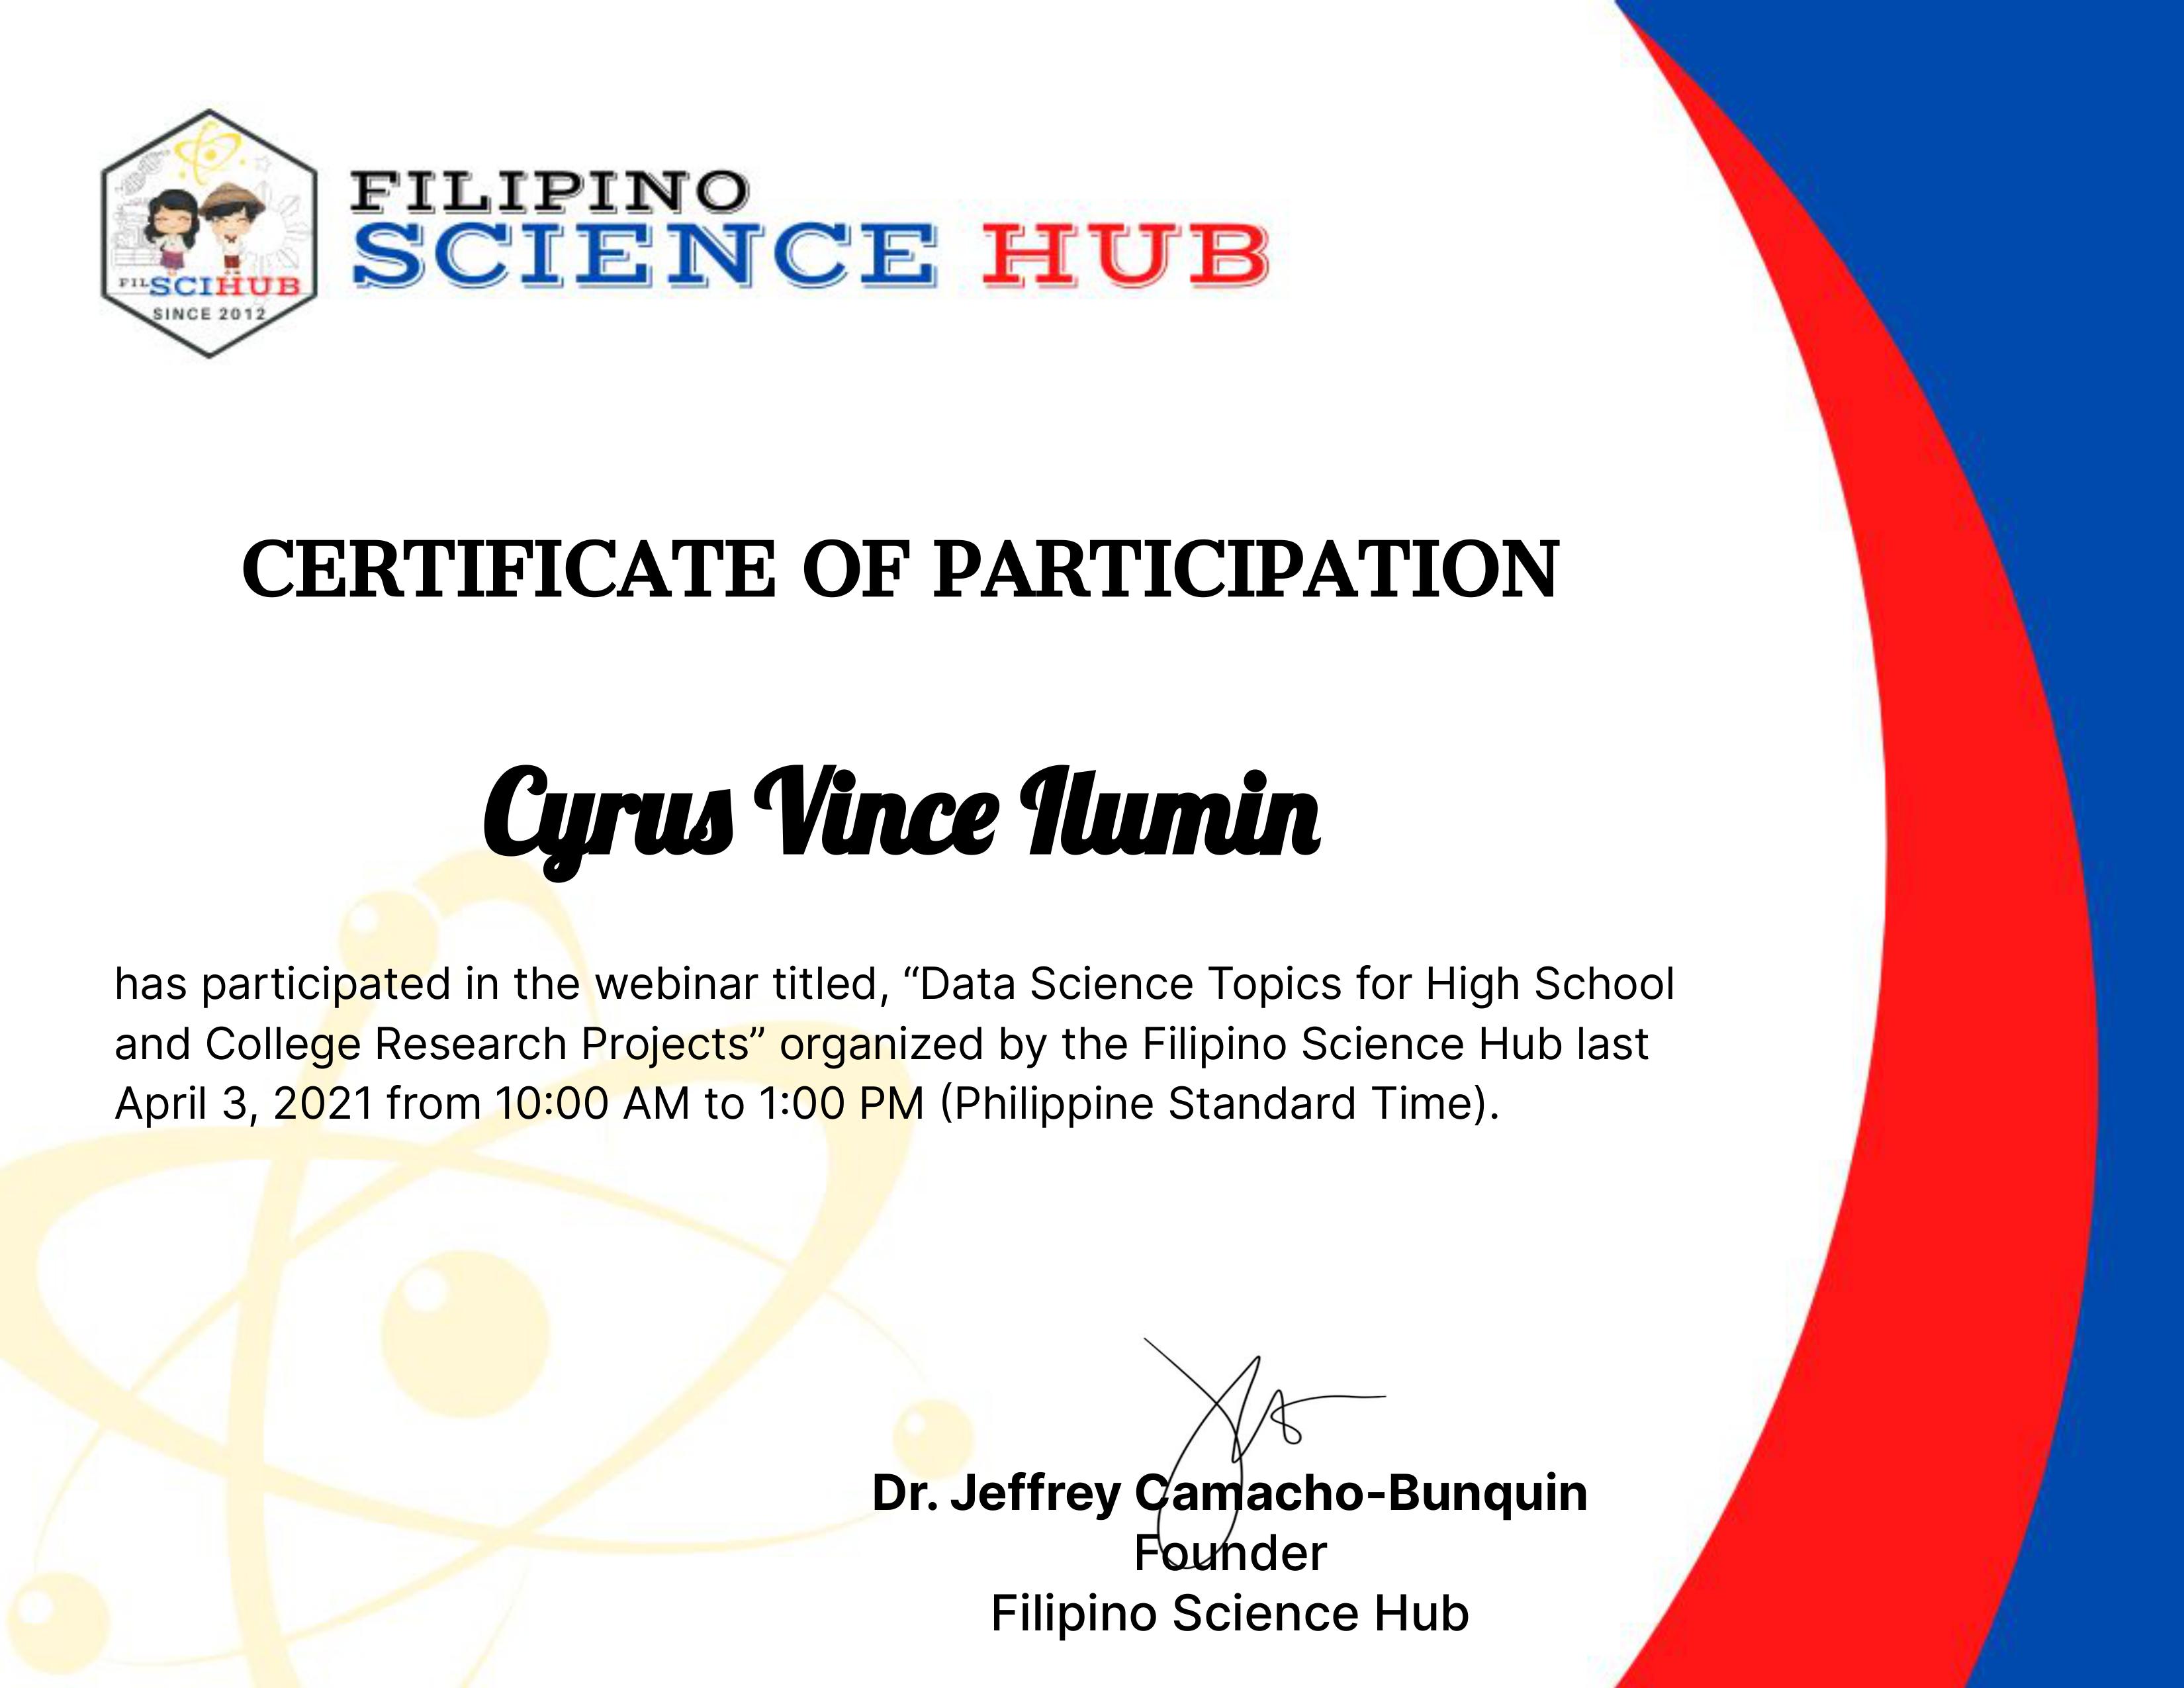 FILIPINO
SCIENCE HUB
FILSCIHUB
SINCE 2012
CERTIFICATE OF PARTICIPATION
Cyrus Vince Ilumin
has participated in the webinar titled, “Data Science Topics for High School
and College Research Projects” organized by the Filipino Science Hub last
April 3, 2021 from 10:00 AM to 1:00 PM (Philippine Standard Time).
Dr. Jeffrey Camacho-Bunquin
Founder
Filipino Science Hub